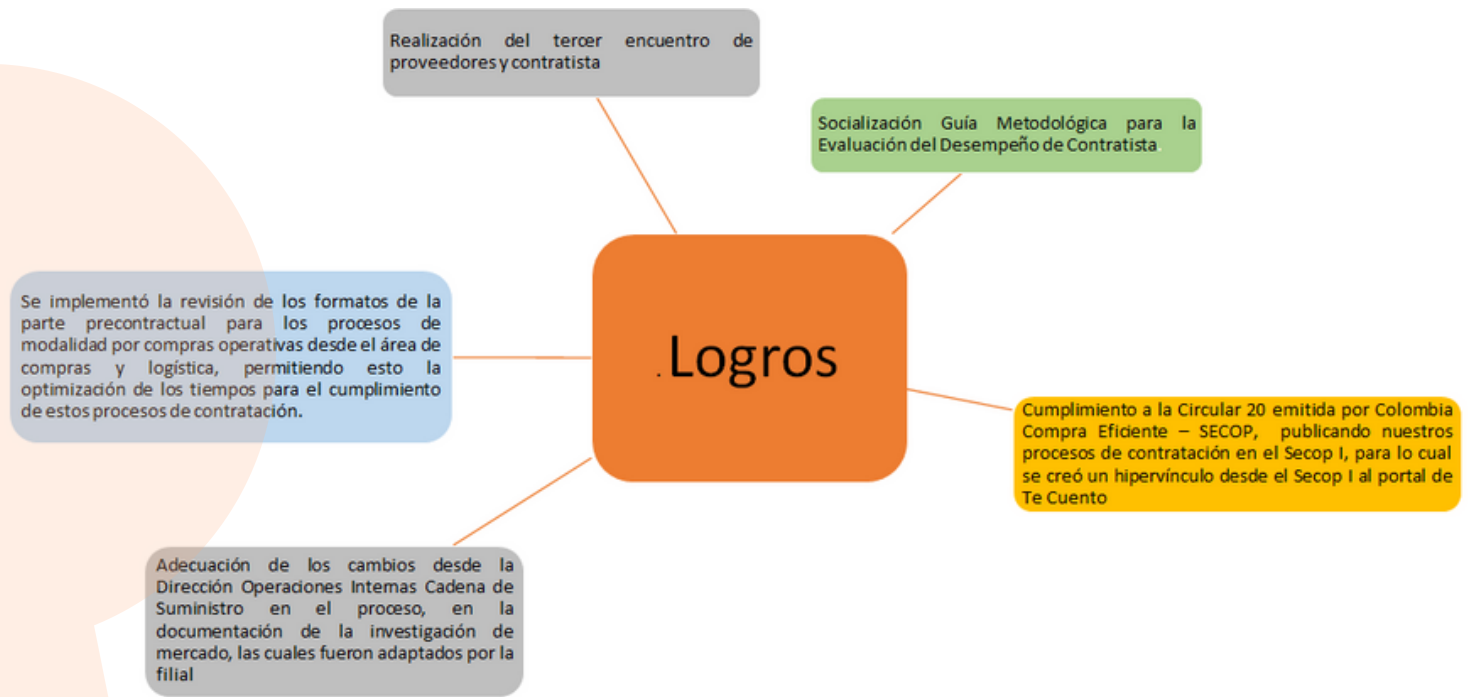 Realización del tercer encuentro de
proveedores y contratista
Socialización Guía Metodológica para la
Evaluación del Desempeño de Contratista.
Se implementó la revisión de los formatos de la
parte precontractual para los procesos de
modalidad por compras operativas desde el área de
compras y logística, permitiendo esto la
optimización de los tiempos para el cumplimiento
de estos procesos de contratación.
.Logros
Cumplimiento a la Circular 20 emitida por Colombia
Compra Eficiente – SECOP, publicando nuestros
procesos de contratación en el Secop I, para lo cual
se creó un hipervínculo desde el Secop I al portal de
Te Cuento
Adecuación de los cambios desde la
Dirección Operaciones Internas Cadena de
Suministro en el proceso, en la
documentación de la investigación de
mercado, las cuales fueron adaptados por la
filial